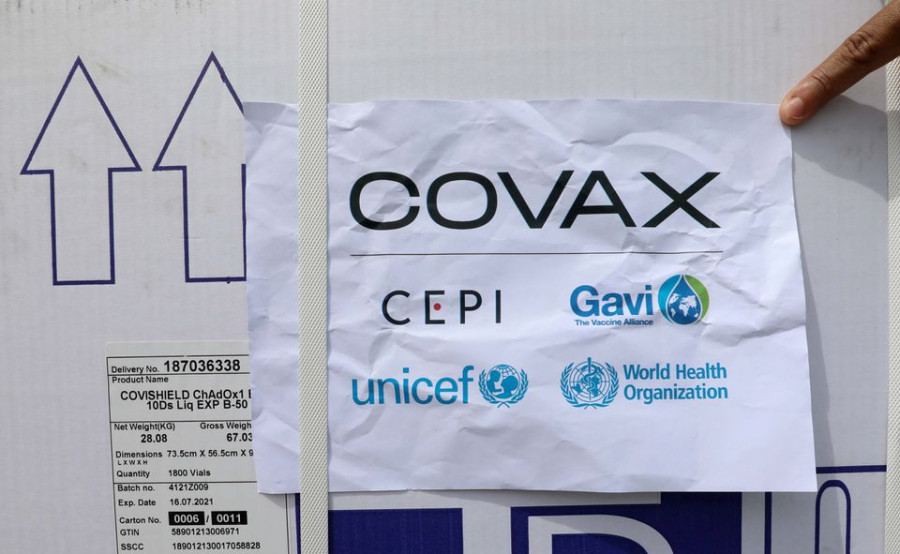 COVAX
CEPI
Gavi
The Vaccine Alliance
unicef
World Health
Organization
Delivery No. 187036338
Product Name
COVISHIELD ChAdOx1
10Ds Liq EXP B-50
Net Weight(KG) Gross
28.08 67.03
Dimensions 73.5cm X 56.5cm X
L X W X H
Quantity 1800 Vials
Batch no. 4121Z009
Exp. Date 16.07.2021
Carton No. 0006 / 0011
GTIN 58901213006971
SSCC 189012130017058828